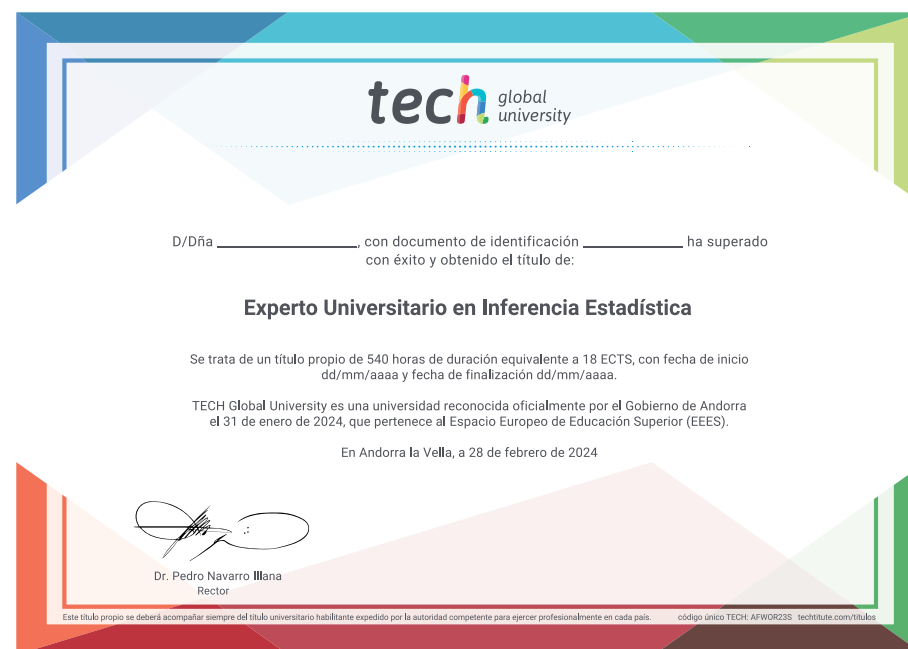 tech global university
D/Dña ____________, con documento de identificación ____________ ha superado
con éxito y obtenido el título de:
Experto Universitario en Inferencia Estadística
Se trata de un título propio de 540 horas de duración equivalente a 18 ECTS, con fecha de inicio
dd/mm/aaaa y fecha de finalización dd/mm/aaaa.
TECH Global University es una universidad reconocida oficialmente por el Gobierno de Andorra
el 31 de enero de 2024, que pertenece al Espacio Europeo de Educación Superior (EEES).
En Andorra la Vella, a 28 de febrero de 2024
Dr. Pedro Navarro Illana
Rector
Este título propio se deberá acompañar siempre del título universitario habilitante expedido por la autoridad competente para ejercer profesionalmente en cada país. código único TECH: AFWOR23S techtitute.com/titulos